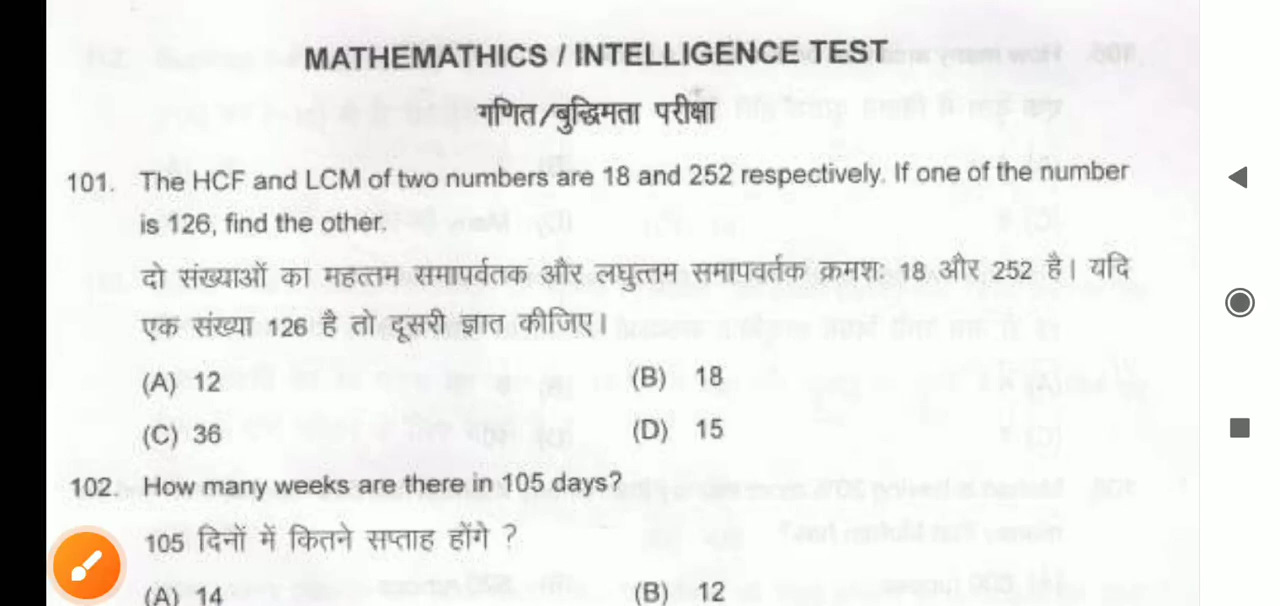 MATHEMATHICS / INTELLIGENCE TEST
गणित/बुद्धिमता परीक्षा
101. The HCF and LCM of two numbers are 18 and 252 respectively. If one of the number
is 126, find the other.
दो संख्याओं का महत्तम समापर्वतक और लघुत्तम समापवर्तक क्रमशः 18 और 252 है। यदि
एक संख्या 126 है तो दूसरी ज्ञात कीजिए।
(A) 12 (B) 18
(C) 36 (D) 15
102. How many weeks are there in 105 days?
105 दिनों में कितने सप्ताह होंगे ?
(A) 14 (B) 12